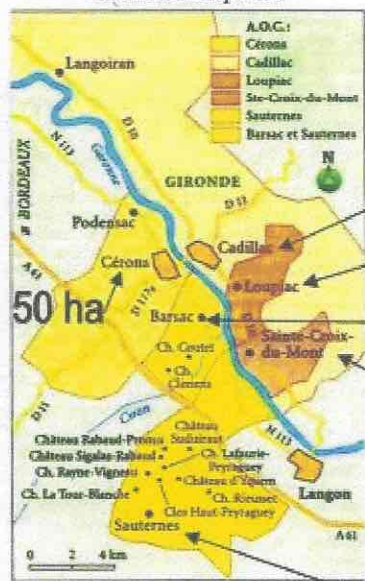 A.O.C.:
Cérons
Cadillac
Loupiac
Ste-Croix-du-Mont
Sauternes
Barsac et Sauternes
N
Langoiran
D 10
N 113
Garonne
GIRONDE
BORDEAUX
Podensac
D 11
Cadillac
A 61
Cérons
Loupiac
50 ha
D 117e
Barsac
Sainte-Croix-
du-Mont
Ch. Coutet
Ch.
Climens
D 11
Ciron
N 113
Château
Suduiraut
Château Rabaud-Promis
Château Sigalas-Rabaud
Ch. Lafaurie-
Peyraguey
Ch. Rayne-Vigneau
Château d'Yquem
Langon
Ch. La Tour-Blanche
Ch. Rieussec
Clos Haut-Peyraguey
Sauternes
A 61
0 2 4 km